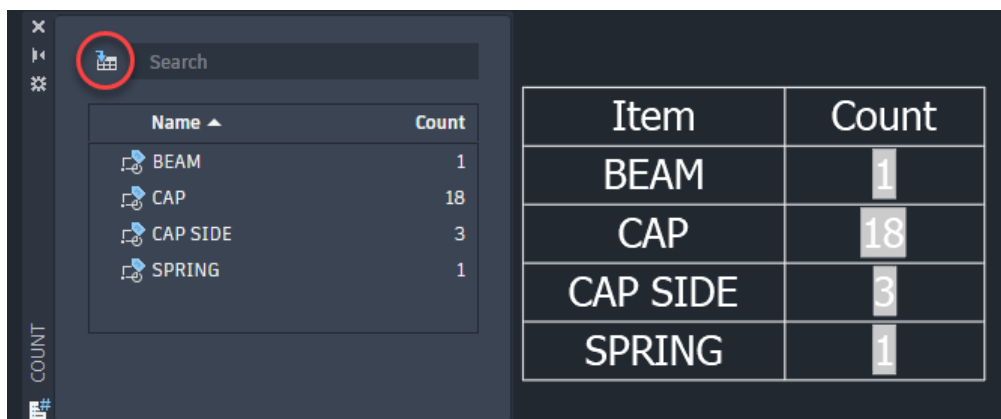 Search
Name Count
BEAM 1
CAP 18
CAP SIDE 3
SPRING 1
COUNT
Item Count
BEAM 1
CAP 18
CAP SIDE 3
SPRING 1